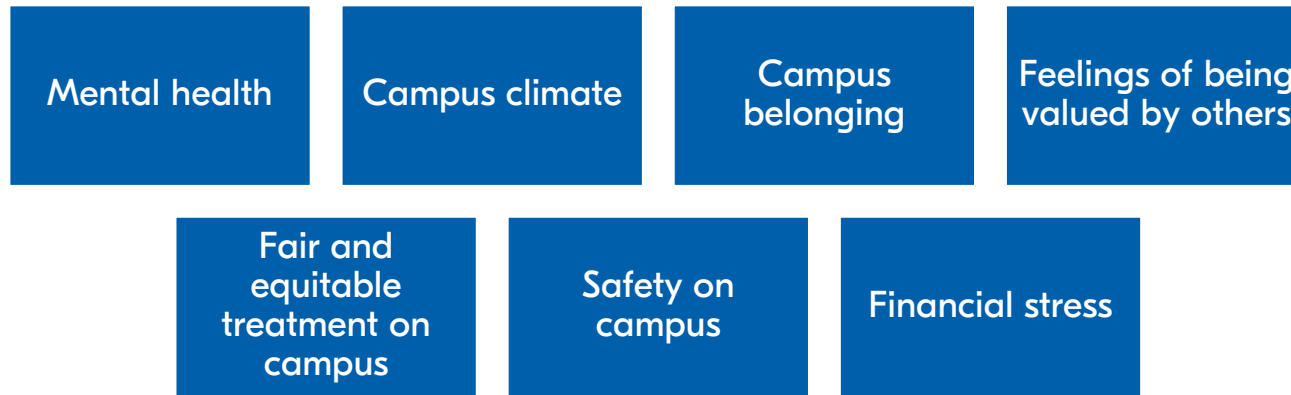 Mental health
Campus climate
Campus
belonging
Feelings of being
valued by others
Fair and
equitable
treatment on
campus
Safety on
campus
Financial stress